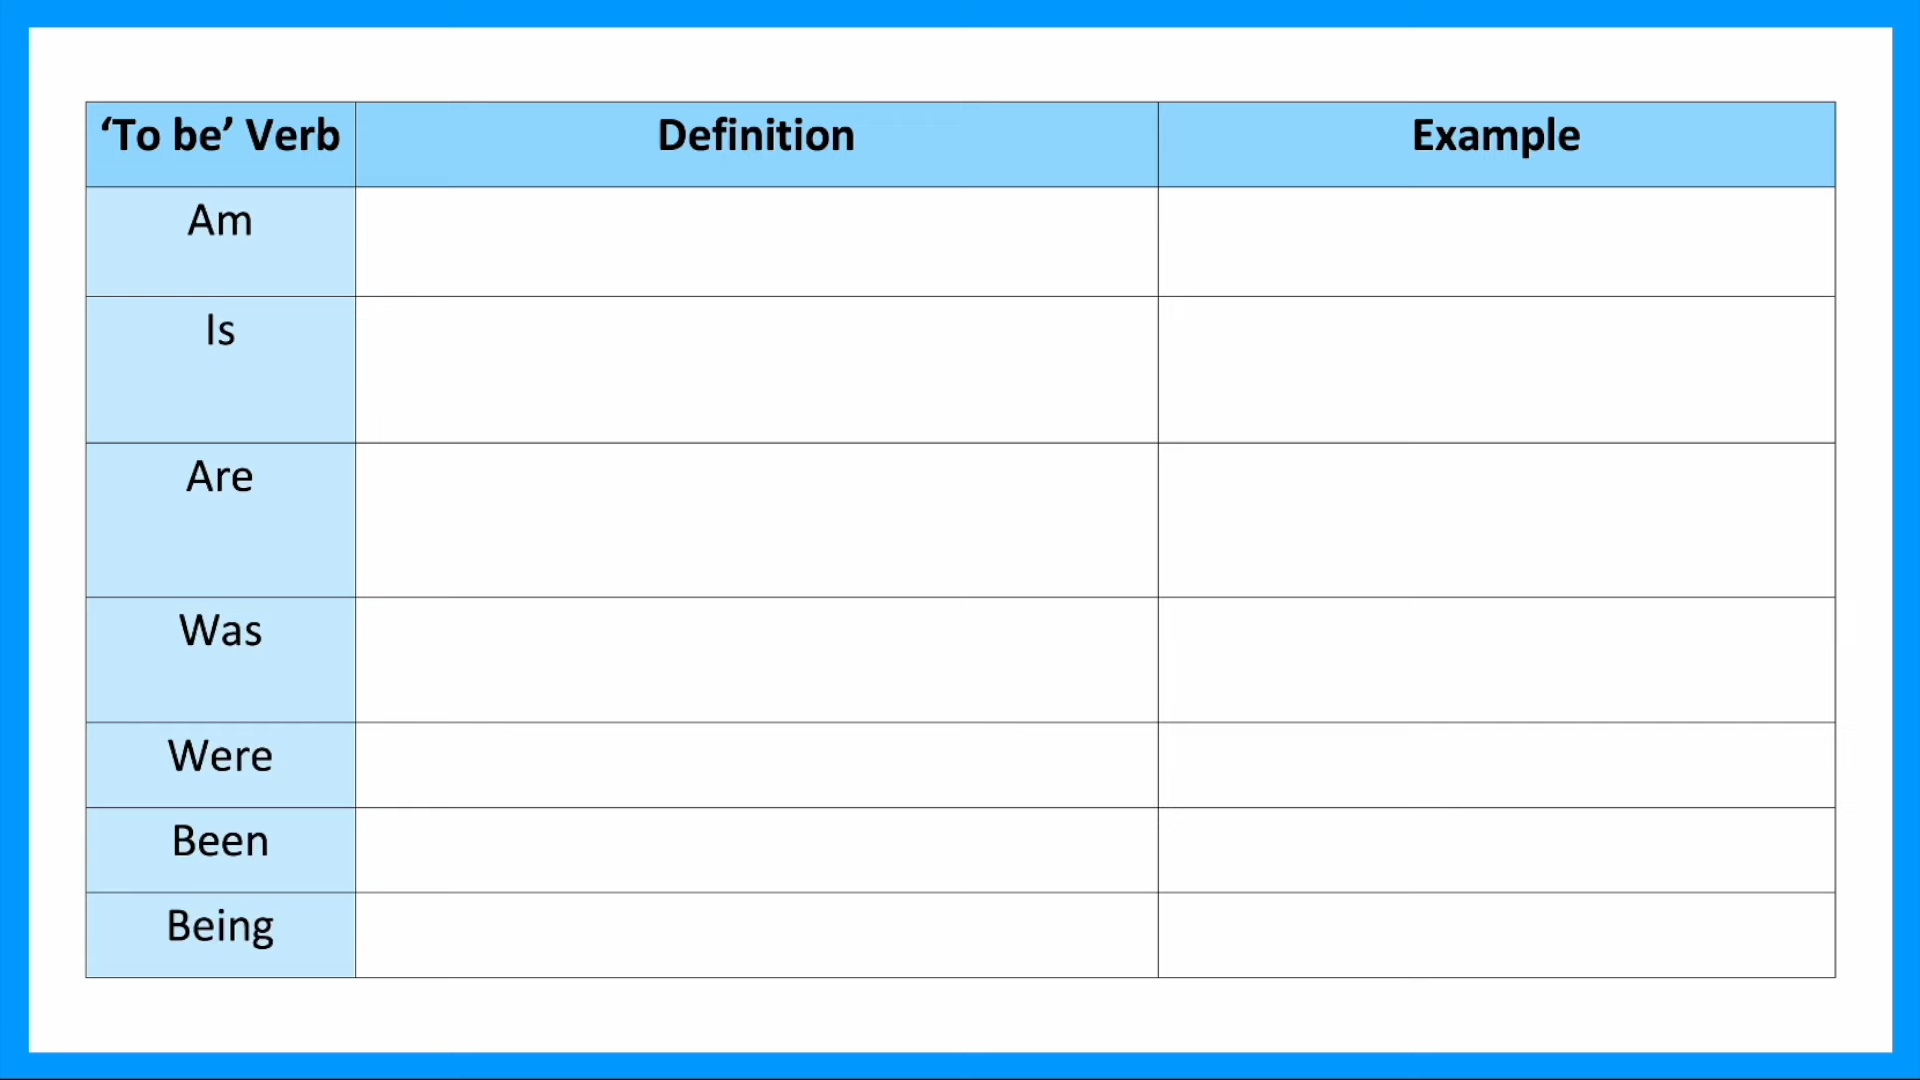 ‘To be’ Verb Definition Example
Am
Is
Are
Was
Were
Been
Being